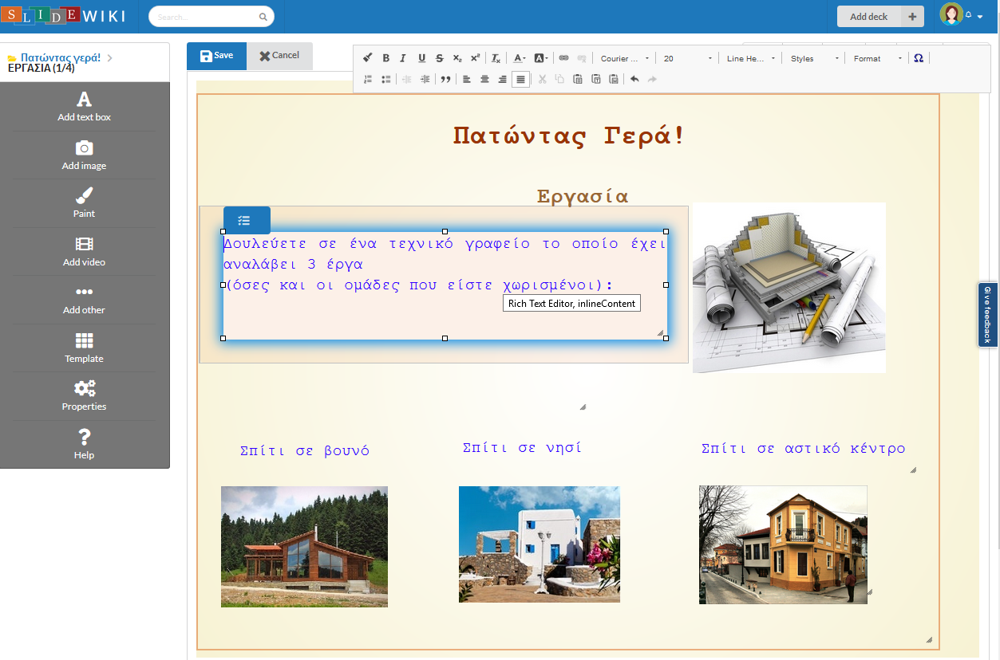 SLIDEWIKI
Search...
Add deck
Πατώντας γερά!
ΕΡΓΑΣΙΑ (1/4)
Save
Cancel
B I U S x₂ x² Ix A A Courier ... 20 Line He... Styles Format Ω
Add text box
Add image
Paint
Add video
Add other
Template
Properties
Help
Πατώντας Γερά!
Εργασία
Δουλεύετε σε ένα τεχνικό γραφείο το οποίο έχει
αναλάβει 3 έργα
(όσες και οι ομάδες που είστε χωρισμένοι):
Rich Text Editor, inlineContent
Give feedback
Σπίτι σε βουνό
Σπίτι σε νησί
Σπίτι σε αστικό κέντρο